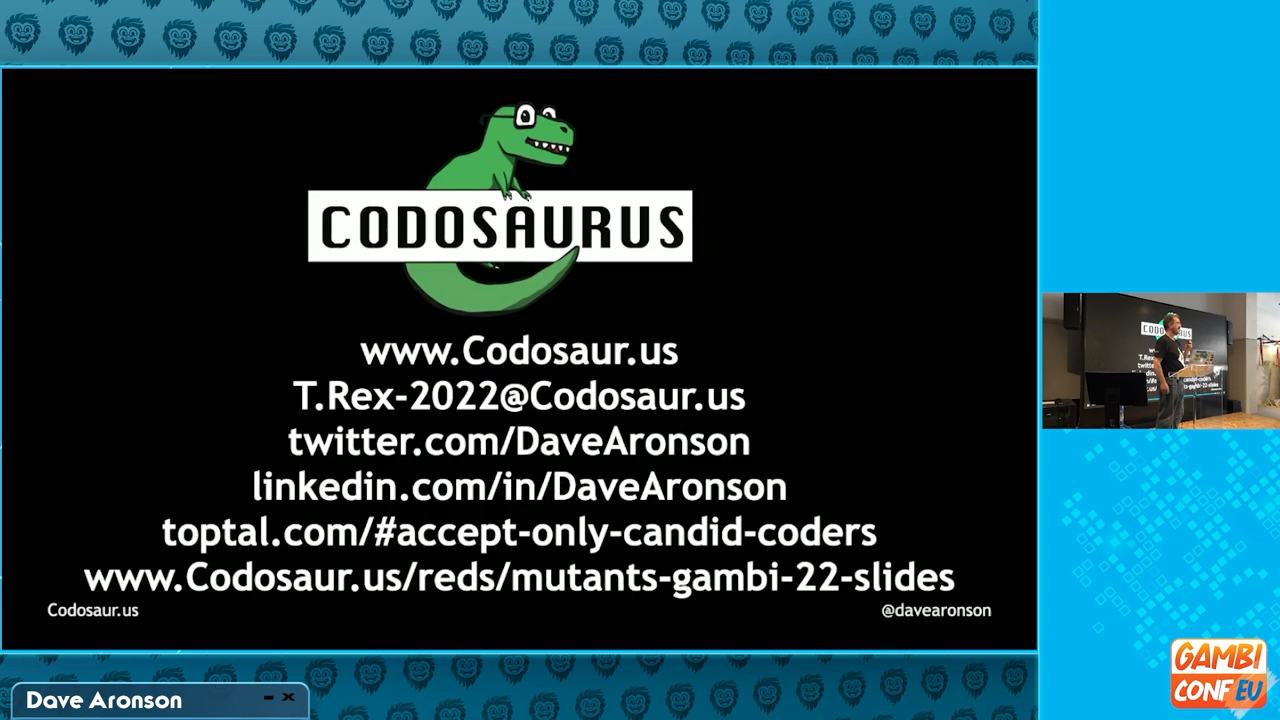 CODOSAURUS
www.Codosaur.us
T.Rex-2022@Codosaur.us
twitter.com/DaveAronson
linkedin.com/in/DaveAronson
toptal.com/#accept-only-candid-coders
www.Codosaur.us/reds/mutants-gambi-22-slides
Codosaur.us
@davearonson
Dave Aronson
GAMBI
CONF EU